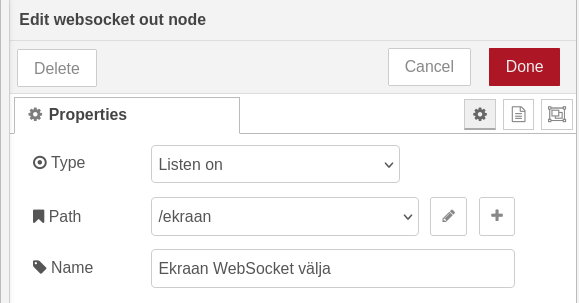 Edit websocket out node
Delete
Cancel
Done
Properties
Type
Listen on
Path
/ekraan
Name
Ekraan WebSocket välja